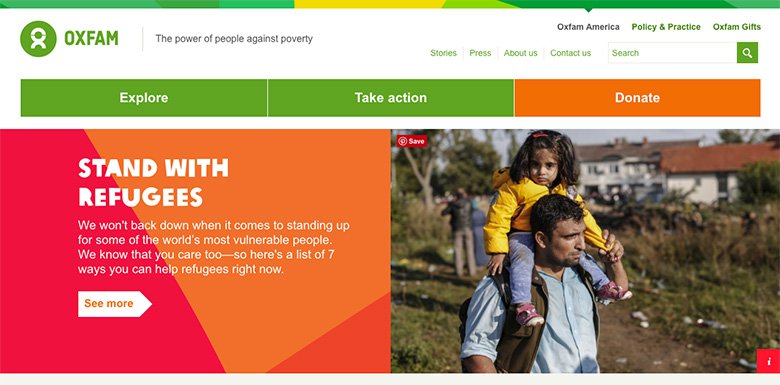 Oxfam America Policy & Practice Oxfam Gifts
OXFAM The power of people against poverty
Stories Press About us Contact us Search
Explore Take action Donate
Save
STAND WITH
REFUGEES
We won't back down when it comes to standing up
for some of the world's most vulnerable people.
We know that you care too—so here's a list of 7
ways you can help refugees right now.
See more
i